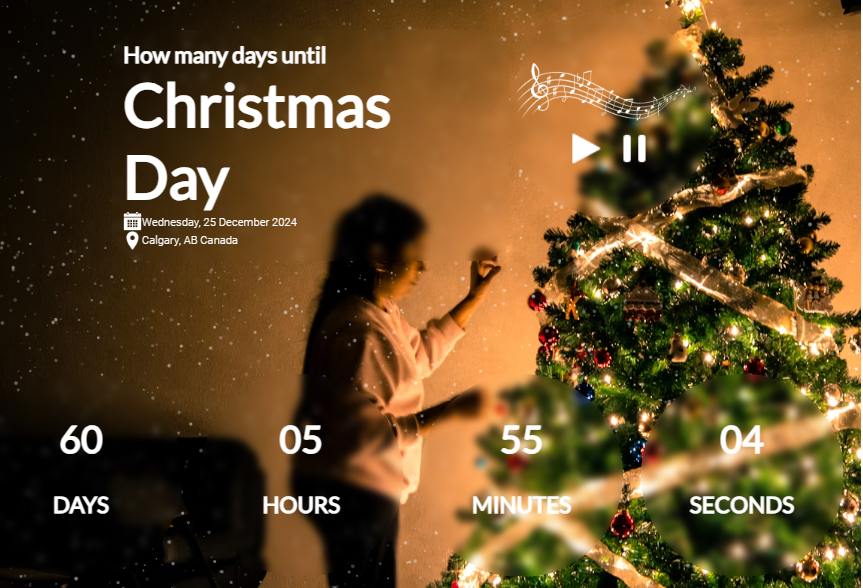 How many days until
Christmas
Day
Wednesday, 25 December 2024
Calgary, AB Canada
60 05 55 04
DAYS HOURS MINUTES SECONDS